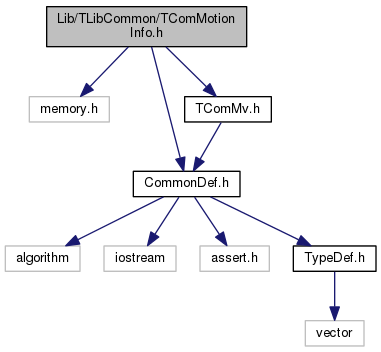 Lib/TLibCommon/TComMotion
Info.h
memory.h
TComMv.h
CommonDef.h
algorithm
iostream
assert.h
TypeDef.h
vector